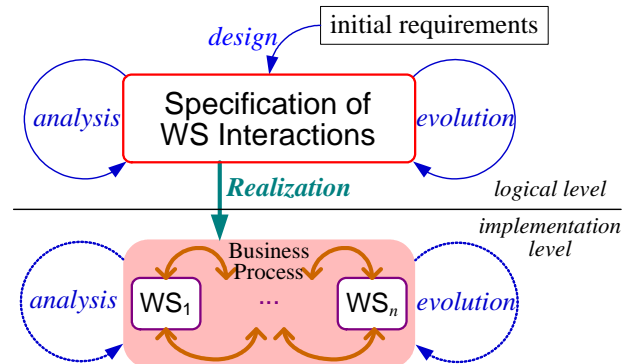 initial requirements
design
Specification of
WS Interactions
analysis
evolution
Realization
logical level
implementation
level
Business
Process
analysis
WS1
...
WSn
evolution